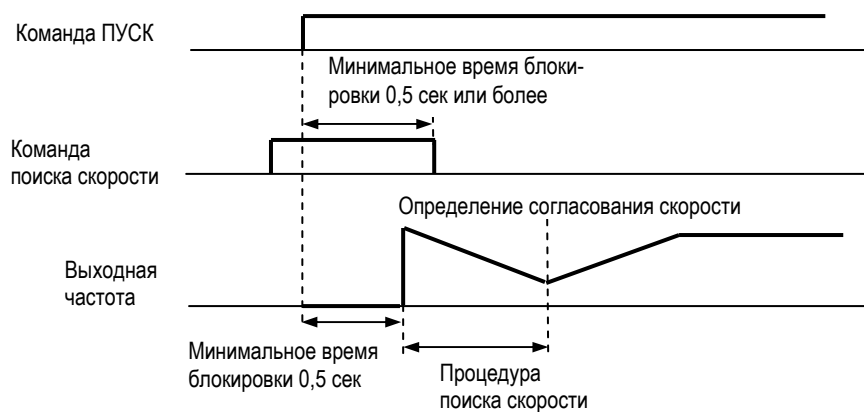 Команда ПУСК
Минимальное время блоки-
ровки 0,5 сек или более
Команда
поиска скорости
Определение согласования скорости
Выходная
частота
Минимальное время
блокировки 0,5 сек
Процедура
поиска скорости